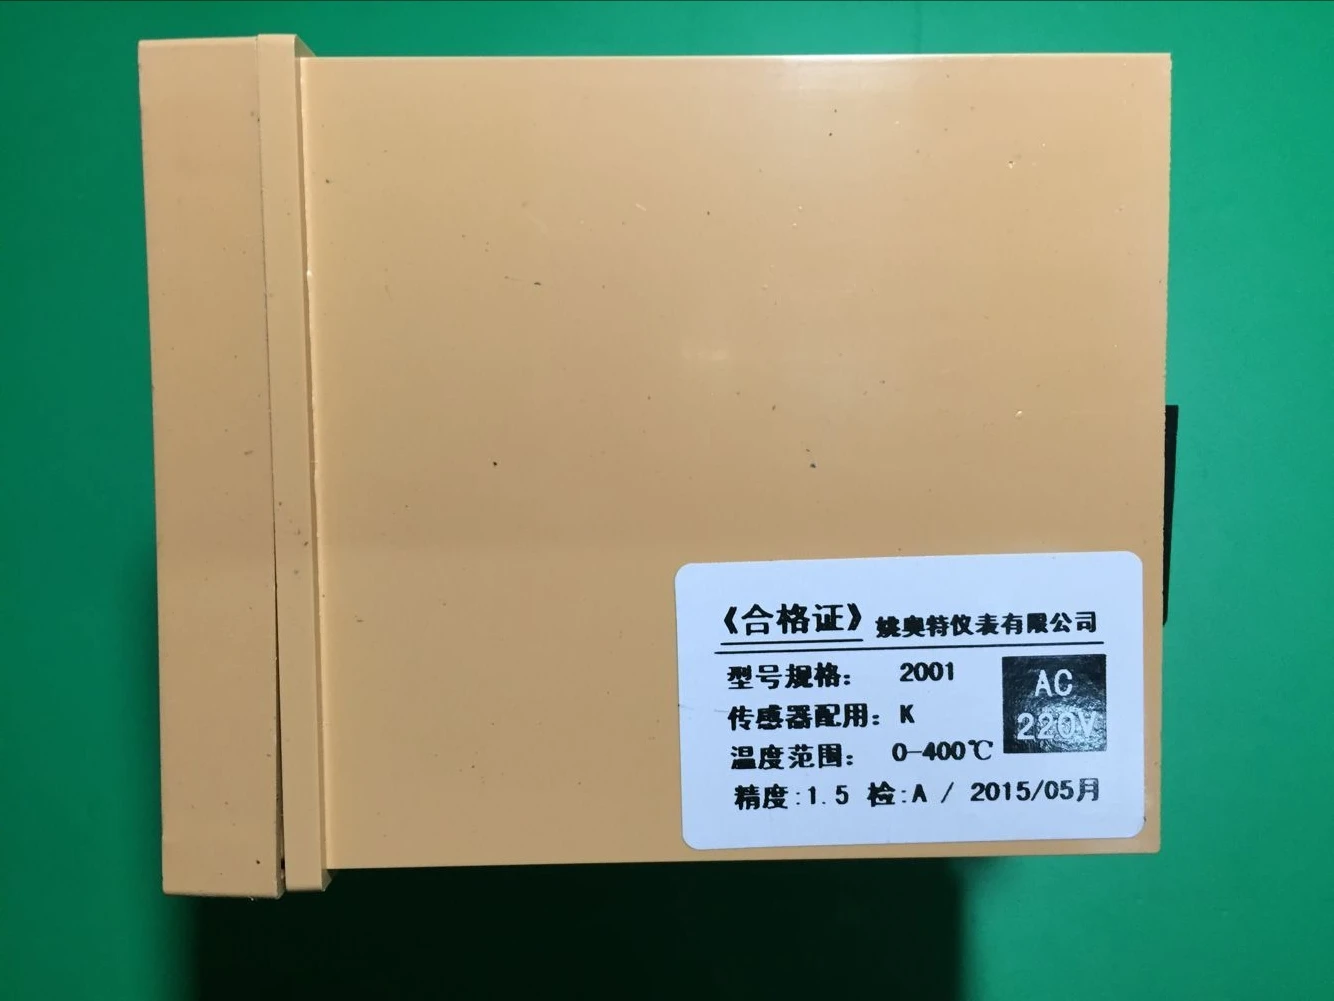 《合格证》 姚奥特仪表有限公司
型号规格： 2001
传感器配用：K
温度范围： 0-400℃
AC
220V
精度:1.5 检:A / 2015/05月